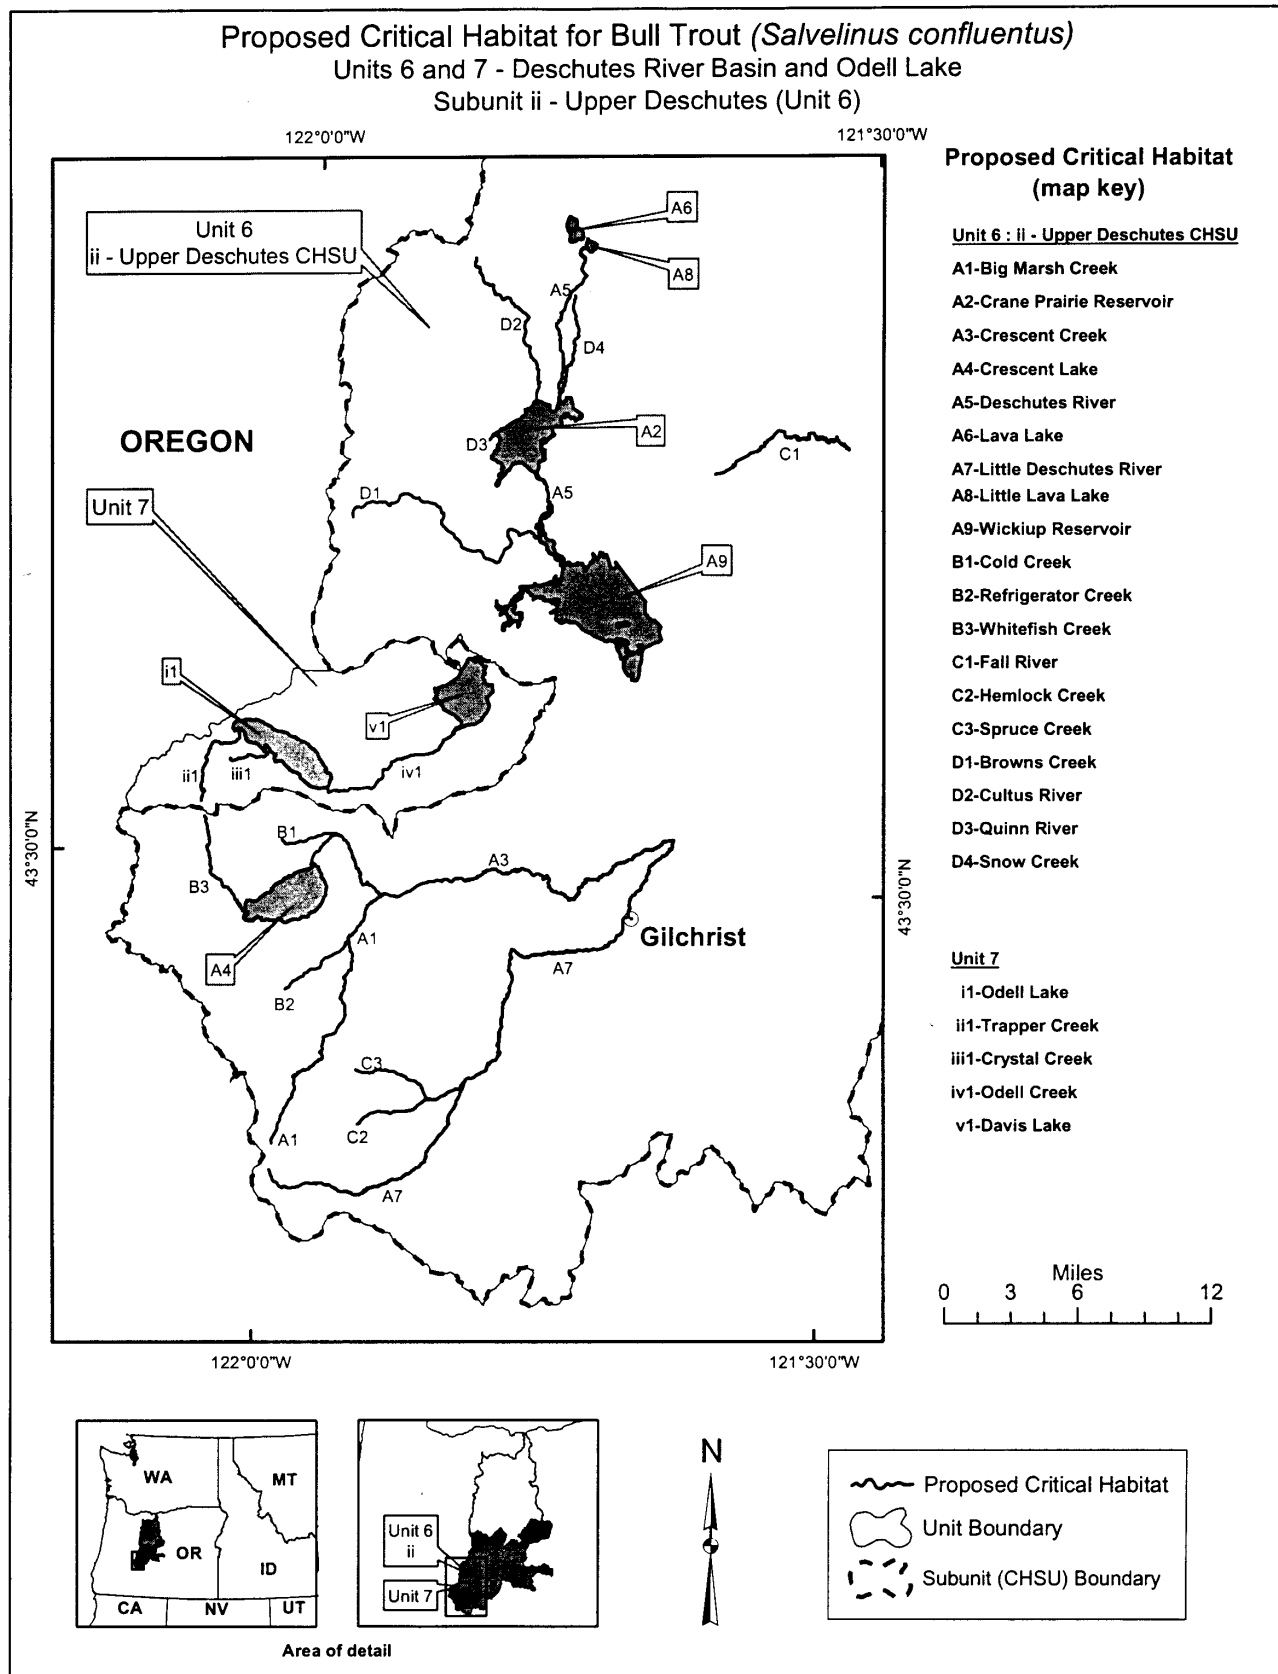 Proposed Critical Habitat for Bull Trout (Salvelinus confluentus)
Units 6 and 7 - Deschutes River Basin and Odell Lake
Subunit ii - Upper Deschutes (Unit 6)
122°0'0"W
121°30'0"W
Unit 6
ii - Upper Deschutes CHSU
A6
A8
A5
D2
D4
OREGON
D3
A2
C1
Unit 7
D1
A5
A9
i1
v1
ii1
iii1
iv1
43°30'0"N
B1
A3
B3
43°30'0"N
A1
Gilchrist
A4
A7
B2
C3
A1
C2
A7
122°0'0"W
121°30'0"W
Proposed Critical Habitat
(map key)
Unit 6 : ii - Upper Deschutes CHSU
A1-Big Marsh Creek
A2-Crane Prairie Reservoir
A3-Crescent Creek
A4-Crescent Lake
A5-Deschutes River
A6-Lava Lake
A7-Little Deschutes River
A8-Little Lava Lake
A9-Wickiup Reservoir
B1-Cold Creek
B2-Refrigerator Creek
B3-Whitefish Creek
C1-Fall River
C2-Hemlock Creek
C3-Spruce Creek
D1-Browns Creek
D2-Cultus River
D3-Quinn River
D4-Snow Creek
Unit 7
i1-Odell Lake
ii1-Trapper Creek
iii1-Crystal Creek
iv1-Odell Creek
v1-Davis Lake
Miles
0 3 6 12
WA
MT
OR
ID
CA
NV
UT
Unit 6
ii
Unit 7
Area of detail
N
Proposed Critical Habitat
Unit Boundary
Subunit (CHSU) Boundary